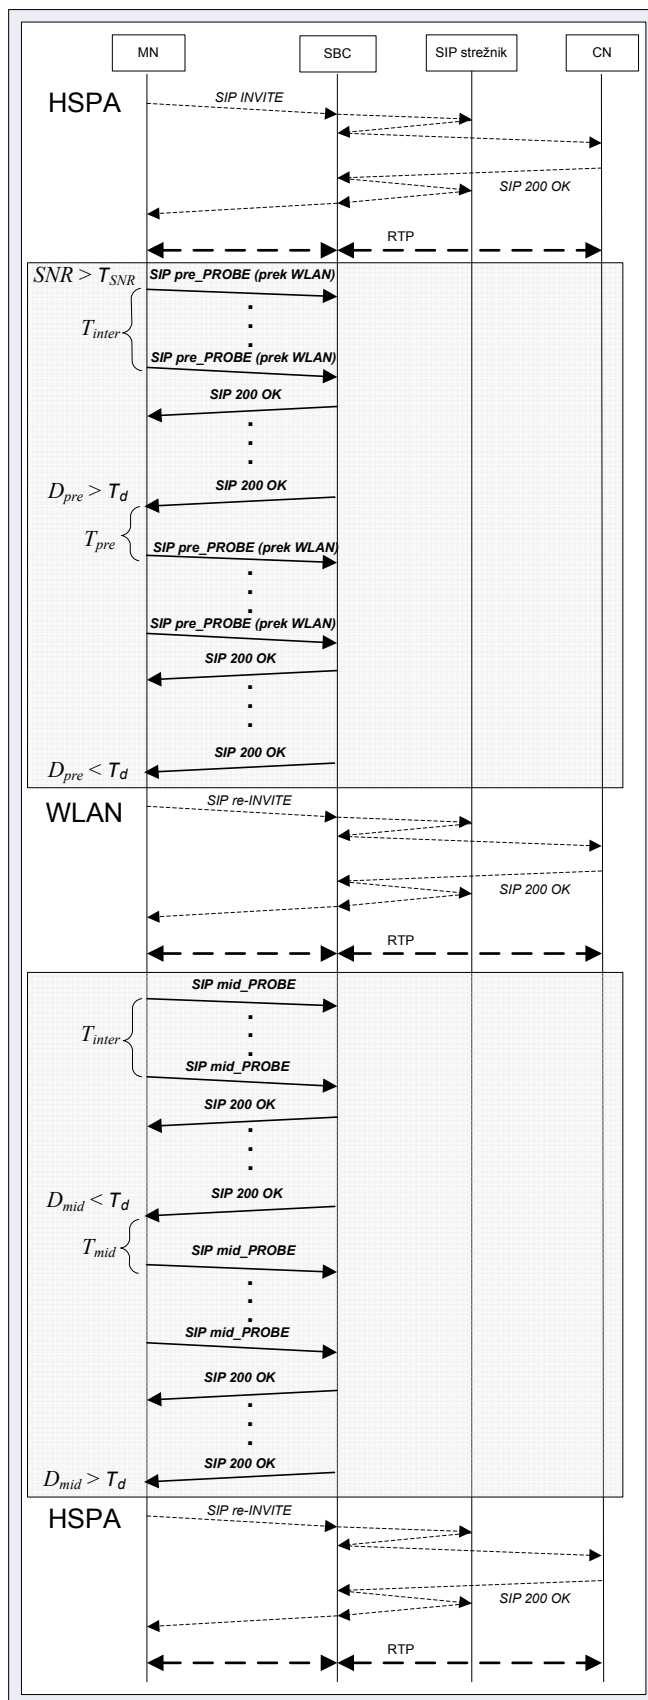 MN
SBC
SIP strežnik
CN
HSPA
SIP INVITE
SIP 200 OK
RTP
SNR > T_SNR
SIP pre_PROBE (prek WLAN)
T_inter
SIP pre_PROBE (prek WLAN)
SIP 200 OK
D_pre > T_d
SIP 200 OK
T_pre
SIP pre_PROBE (prek WLAN)
SIP pre_PROBE (prek WLAN)
SIP 200 OK
SIP 200 OK
D_pre < T_d
WLAN
SIP re-INVITE
SIP 200 OK
RTP
SIP mid_PROBE
T_inter
SIP mid_PROBE
SIP 200 OK
D_mid < T_d
SIP 200 OK
T_mid
SIP mid_PROBE
SIP mid_PROBE
SIP 200 OK
SIP 200 OK
D_mid > T_d
HSPA
SIP re-INVITE
SIP 200 OK
RTP